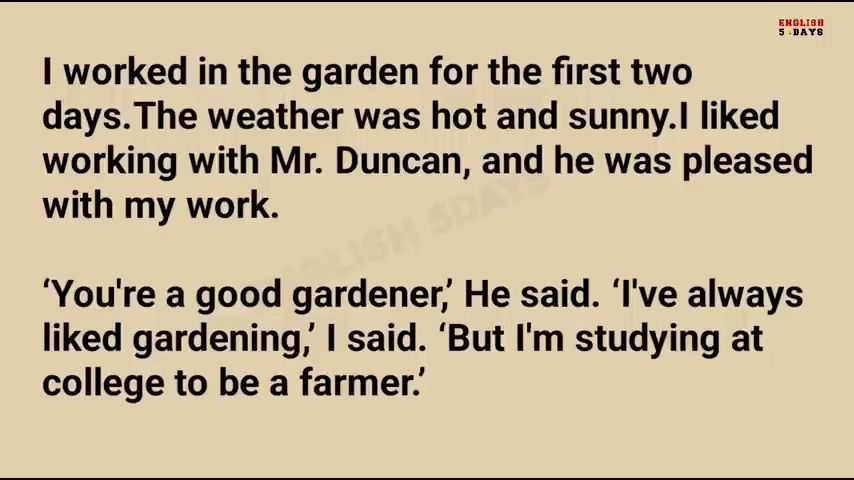 ENGLISH
5 DAYS
I worked in the garden for the first two
days.The weather was hot and sunny.I liked
working with Mr. Duncan, and he was pleased
with my work.
ENGLISH 5DAYS
‘You're a good gardener,’ He said. ‘I've always
liked gardening,’ I said. ‘But I'm studying at
college to be a farmer.’